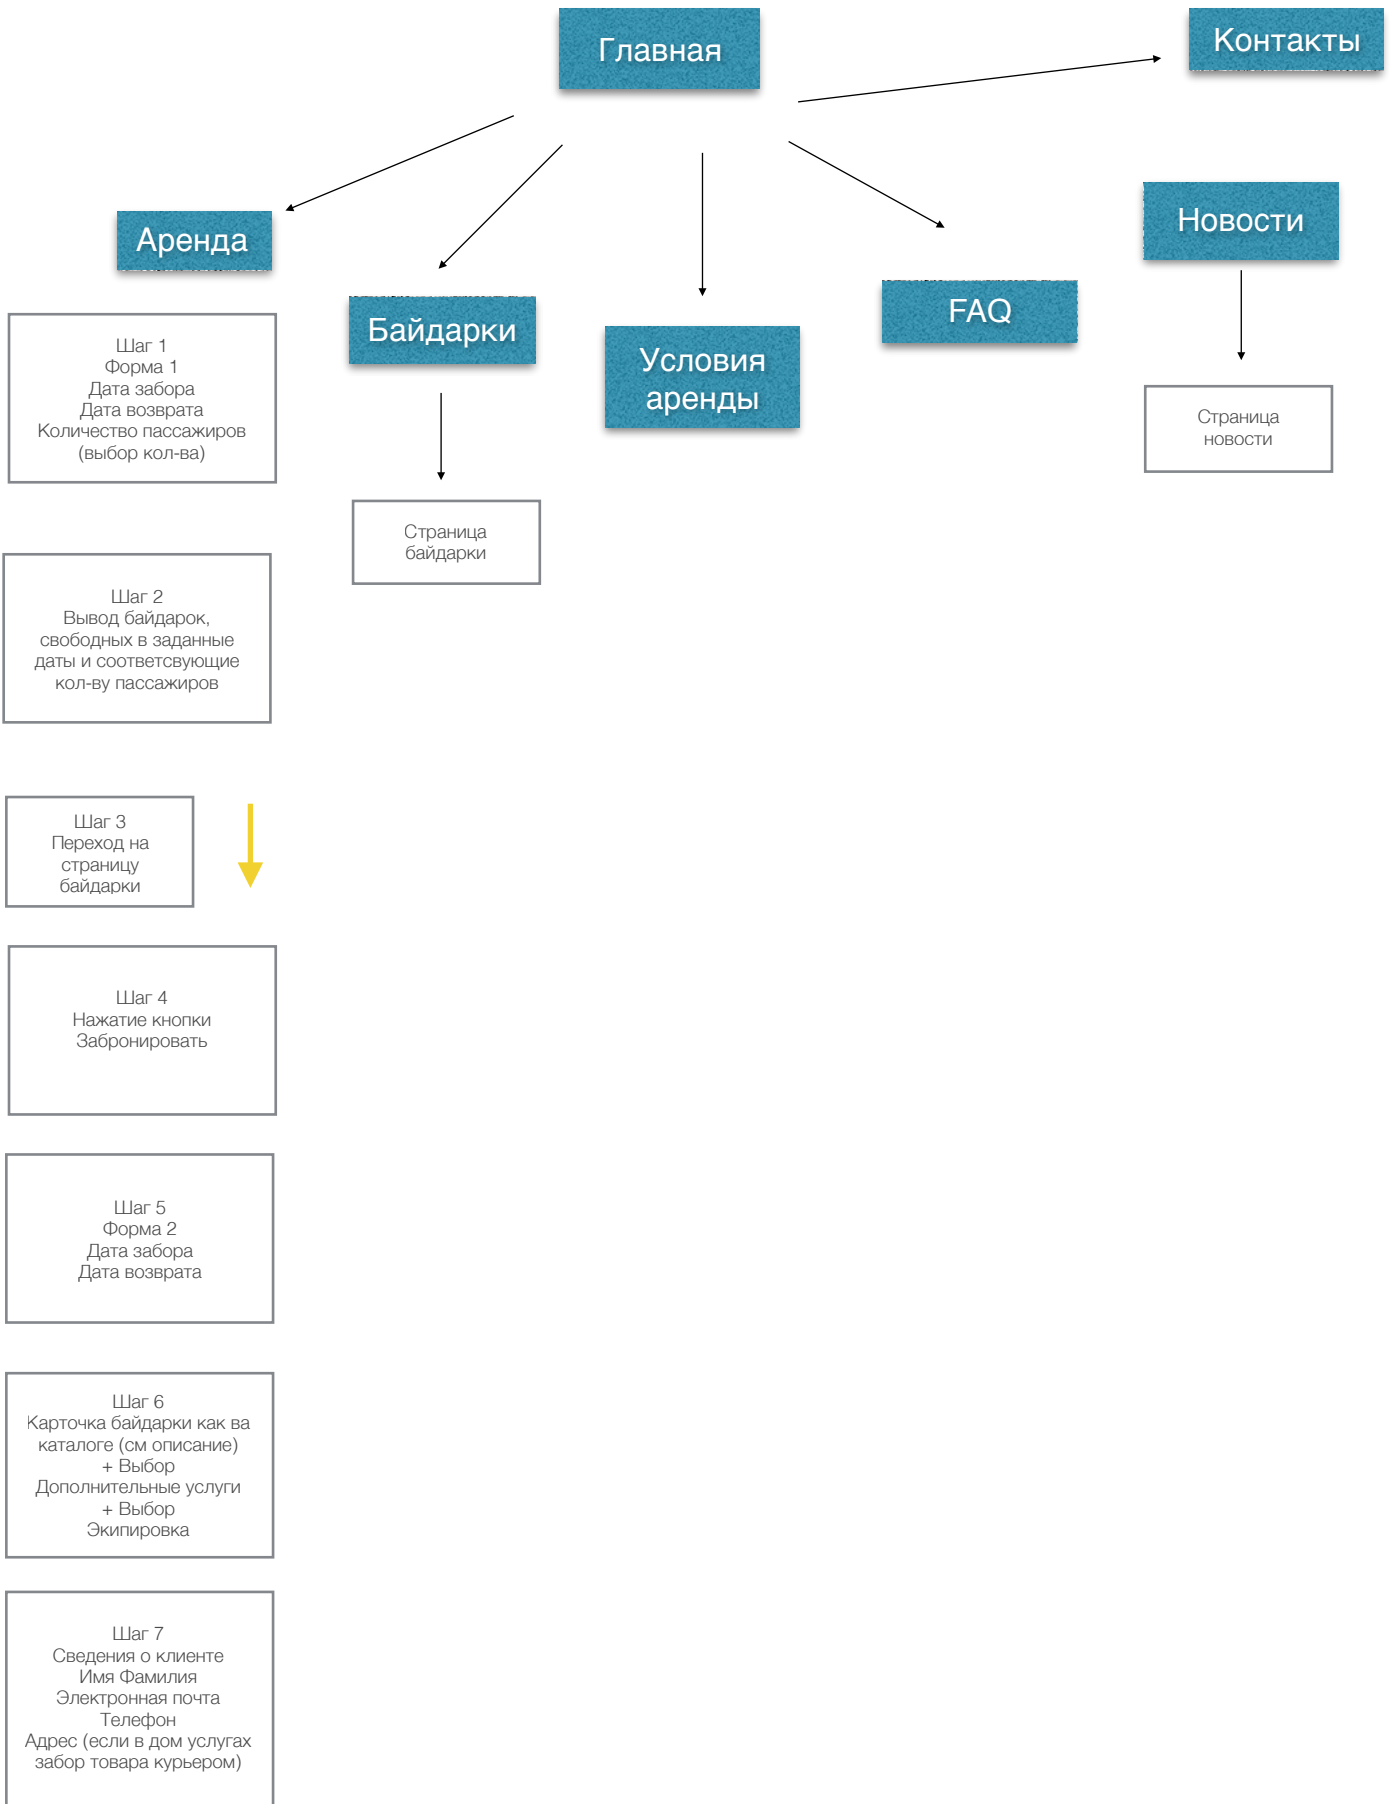 Главная
Контакты
Аренда
Байдарки
Условия
аренды
FAQ
Новости
Шаг 1
Форма 1
Дата забора
Дата возврата
Количество пассажиров
(выбор кол-ва)
Страница
байдарки
Страница
новости
Шаг 2
Вывод байдарок,
свободных в заданные
даты и соответсвующие
кол-ву пассажиров
Шаг 3
Переход на
страницу
байдарки
Шаг 4
Нажатие кнопки
Забронировать
Шаг 5
Форма 2
Дата забора
Дата возврата
Шаг 6
Карточка байдарки как ва
каталоге (см описание)
+ Выбор
Дополнительные услуги
+ Выбор
Экипировка
Шаг 7
Сведения о клиенте
Имя Фамилия
Электронная почта
Телефон
Адрес (если в дом услугах
забор товара курьером)